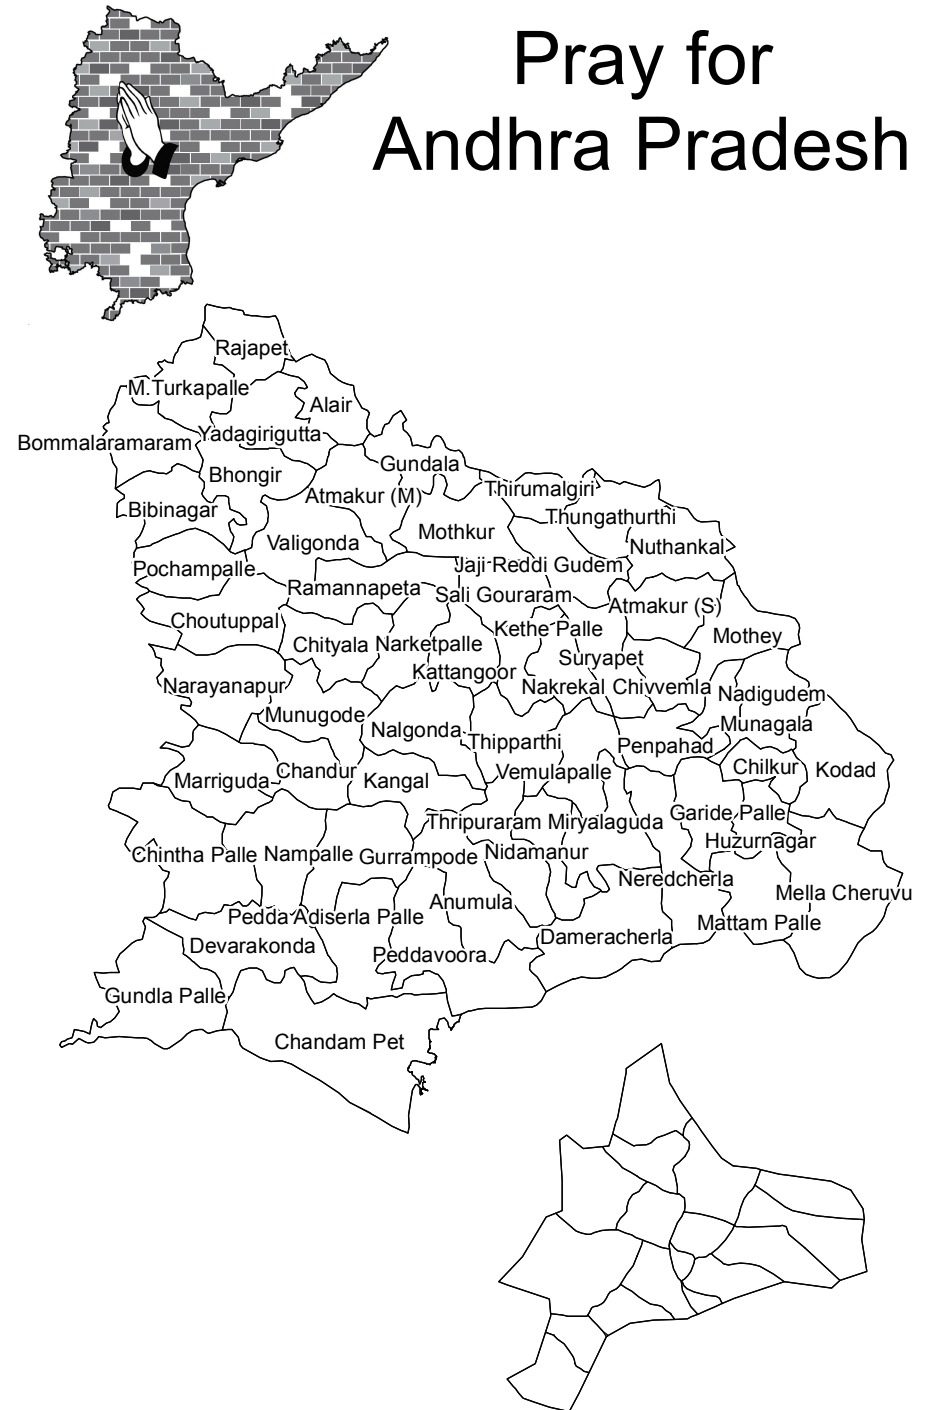 Pray for
Andhra Pradesh
Rajapet
M.Turkapalle
Alair
Bommalaramaram Yadagirigutta
Gundala
Bhongir
Thirumalgiri
Atmakur (M)
Bibinagar
Thungathurthi
Mothkur
Valigonda
Nuthankal
Pochampalle
Jaji-Reddi Gudem
Ramannapeta
Sali Gouraram
Atmakur (S)
Choutuppal
Kethe Palle
Mothey
Chityala Narketpalle
Suryapet
Kattangoor
Narayanapur
Nakrekal Chivvemla
Nadigudem
Munugode
Munagala
Nalgonda
Thipparthi
Penpahad
Chandur
Vemulapalle
Chilkur
Kodad
Marriguda
Kangal
Garide Palle
Thripuraram Miryalaguda
Huzurnagar
Chintha Palle Nampalle Gurrampode Nidamanur
Neredcherla
Mella Cheruvu
Anumula
Pedda Adiserla Palle
Mattam Palle
Devarakonda
Dameracherla
Peddavoora
Gundla Palle
Chandam Pet